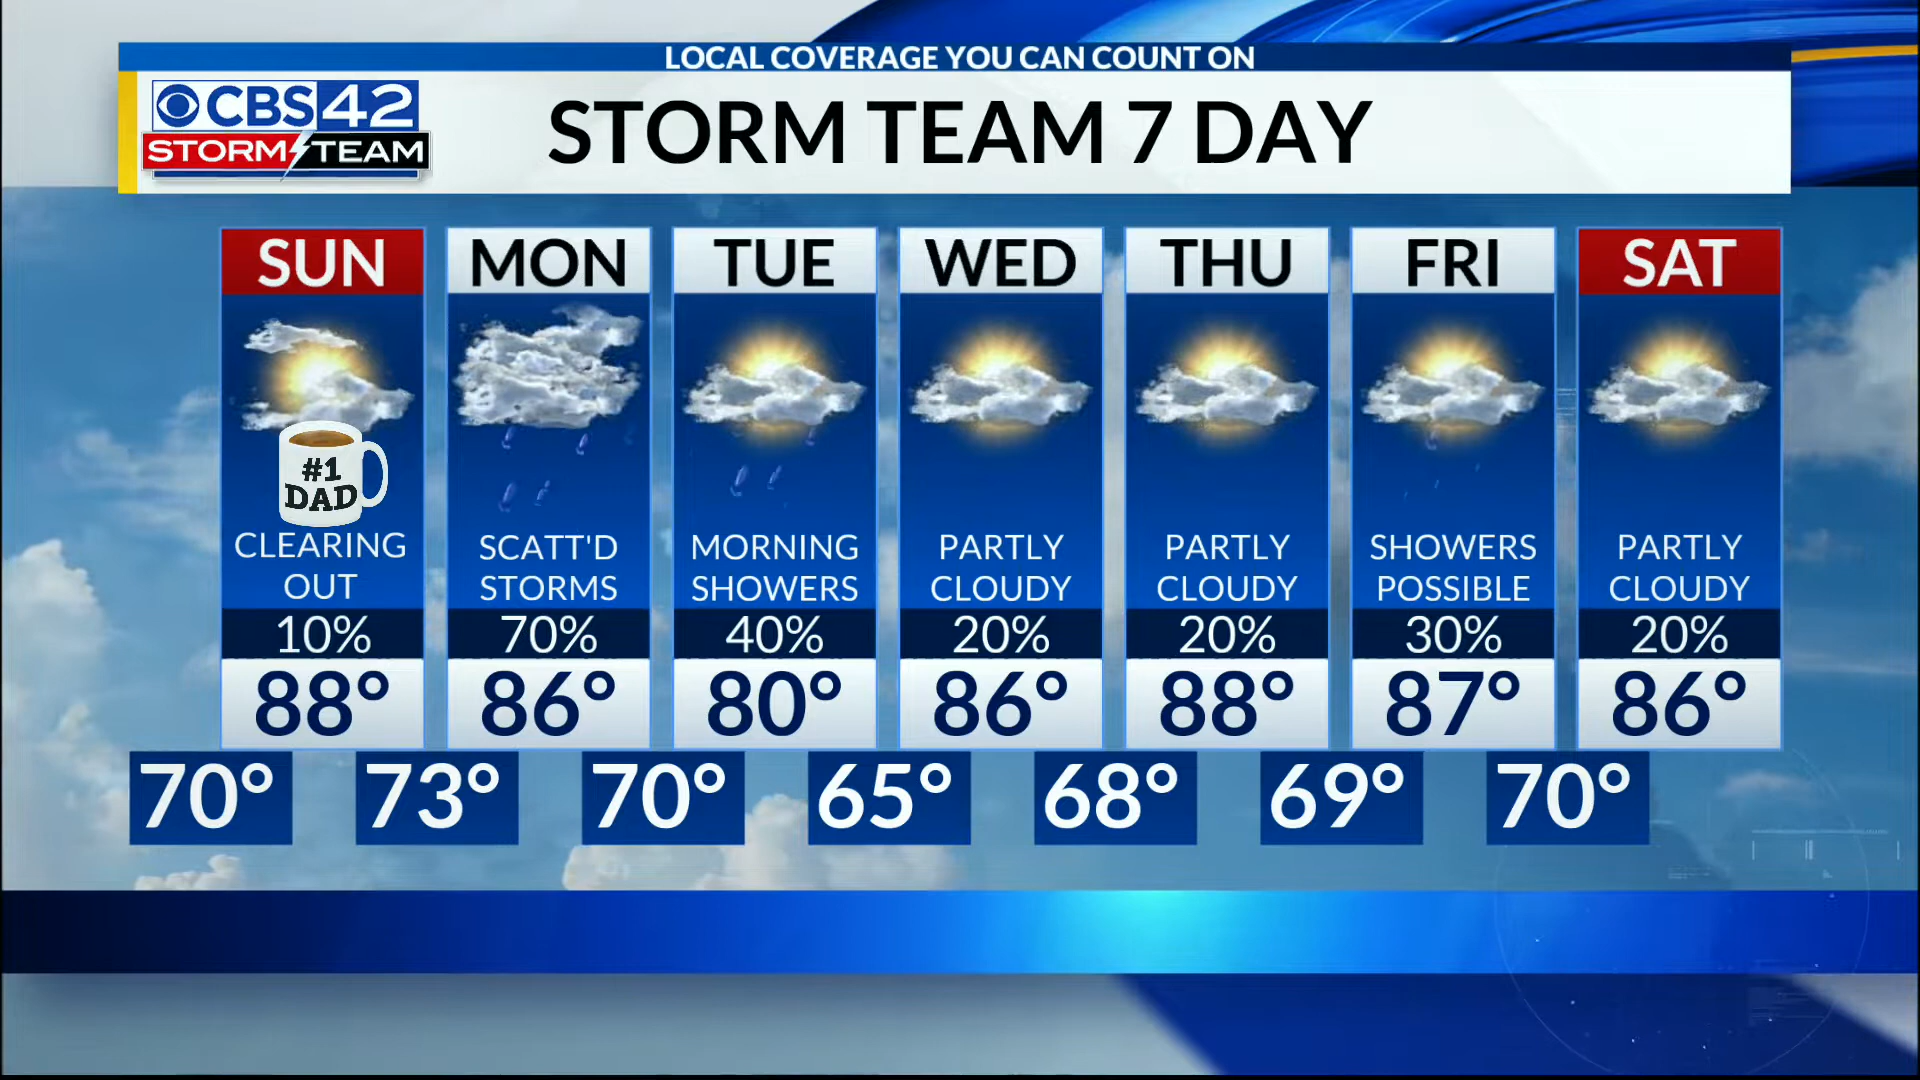 LOCAL COVERAGE YOU CAN COUNT ON
CBS 42
STORM TEAM
STORM TEAM 7 DAY
SUN MON TUE WED THU FRI SAT
#1
DAD
CLEARING SCATT'D MORNING PARTLY PARTLY SHOWERS PARTLY
OUT STORMS SHOWERS CLOUDY CLOUDY POSSIBLE CLOUDY
10% 70% 40% 20% 20% 30% 20%
88° 86° 80° 86° 88° 87° 86°
70° 73° 70° 65° 68° 69° 70°